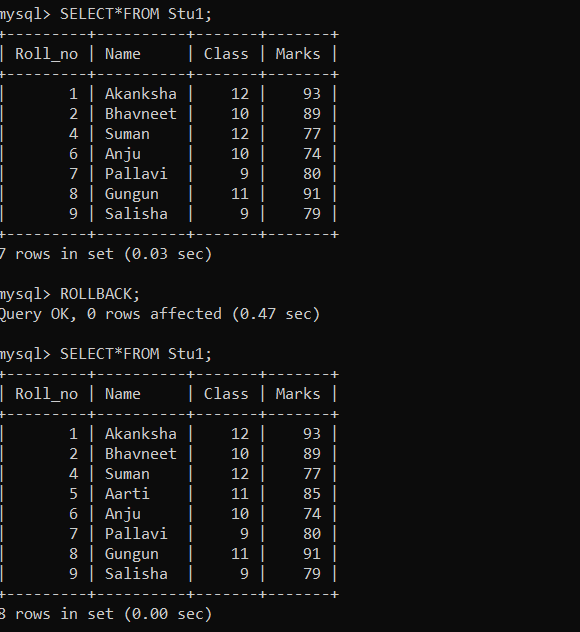 mysql> SELECT*FROM Stu1;
+---------+----------+-------+-------+
| Roll_no | Name     | Class | Marks |
+---------+----------+-------+-------+
|       1 | Akanksha |    12 |    93 |
|       2 | Bhavneet |    10 |    89 |
|       4 | Suman    |    12 |    77 |
|       6 | Anju     |    10 |    74 |
|       7 | Pallavi  |     9 |    80 |
|       8 | Gungun   |    11 |    91 |
|       9 | Salisha  |     9 |    79 |
+---------+----------+-------+-------+
7 rows in set (0.03 sec)
mysql> ROLLBACK;
Query OK, 0 rows affected (0.47 sec)
mysql> SELECT*FROM Stu1;
+---------+----------+-------+-------+
| Roll_no | Name     | Class | Marks |
+---------+----------+-------+-------+
|       1 | Akanksha |    12 |    93 |
|       2 | Bhavneet |    10 |    89 |
|       4 | Suman    |    12 |    77 |
|       5 | Aarti    |    11 |    85 |
|       6 | Anju     |    10 |    74 |
|       7 | Pallavi  |     9 |    80 |
|       8 | Gungun   |    11 |    91 |
|       9 | Salisha  |     9 |    79 |
+---------+----------+-------+-------+
8 rows in set (0.00 sec)